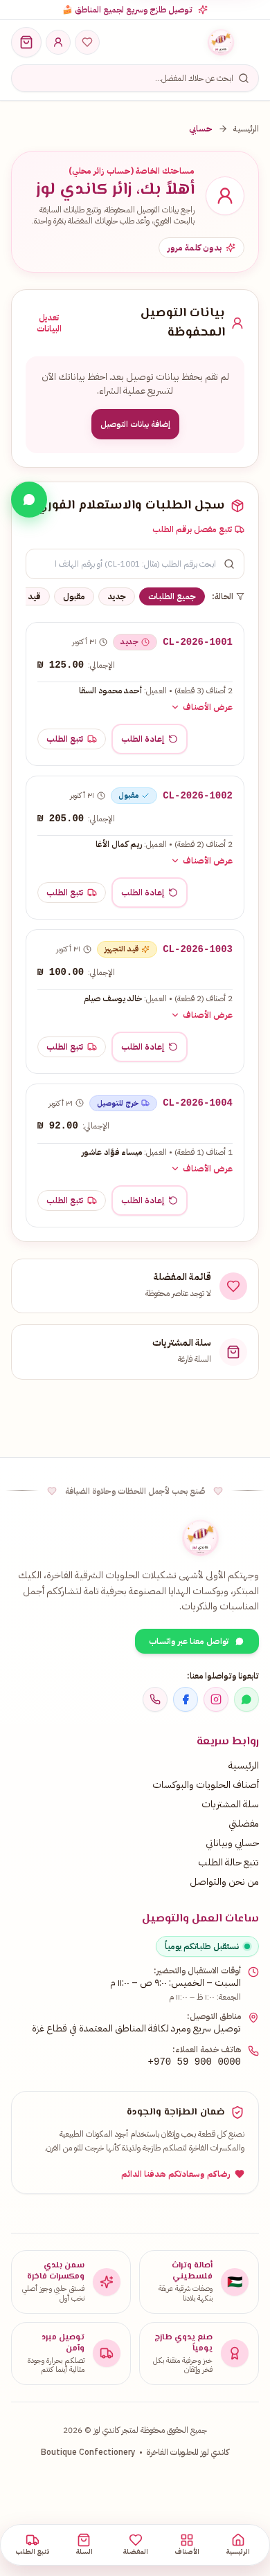 توصيل طازج وسريع لجميع المناطق
ابحث عن حلاك المفضل...
الرئيسية
حسابي
مساحتك الخاصة (حساب زائر محلي)
أهلاً بك، زائر كاندي لوز
راجع بيانات التوصيل المحفوظة، وتتبع طلباتك السابقة
بالدوري الفوري، وأعد طلب حلوياتك المفضلة بنقرة واحدة.
بدون كلمة مرور
بيانات التوصيل
المحفوظة
تعديل
البيانات
لم تقم بحفظ بيانات توصيل بعد. احفظ بياناتك الآن
لتسريع عملية الشراء.
إضافة بيانات التوصيل
سجل الطلبات والاستعلام الفوري
تتبع مفصل برقم الطلب
ابحث برقم الطلب (مثال: CL-1001) أو برقم الهاتف ا
الحالة:
جميع الطلبات
جديد
مقبول
قيد
CL-2026-1001
جديد
٣١ أكتوبر
الإجمالي: 125.00 ₪
2 أصناف (3 قطعة) • العميل: أحمد محمود السقا
عرض الأصناف
إعادة الطلب
تتبع الطلب
CL-2026-1002
مقبول
٣١ أكتوبر
الإجمالي: 205.00 ₪
2 أصناف (2 قطعة) • العميل: ريم كمال الأغا
عرض الأصناف
إعادة الطلب
تتبع الطلب
CL-2026-1003
قيد التجهيز
٣١ أكتوبر
الإجمالي: 100.00 ₪
2 أصناف (2 قطعة) • العميل: خالد يوسف صيام
عرض الأصناف
إعادة الطلب
تتبع الطلب
CL-2026-1004
خرج للتوصيل
٣١ أكتوبر
الإجمالي: 92.00 ₪
1 أصناف (1 قطعة) • العميل: ميساء فؤاد عاشور
عرض الأصناف
إعادة الطلب
تتبع الطلب
قائمة المفضلة
لا توجد عناصر محفوظة
سلة المشتريات
السلة فارغة
صُنع بحب لأجمل اللحظات وحلاوة الضيافة
وجهتكم الأولى لأشهى تشكيلات الحلويات الشرقية الفاخرة، الكيك
المبتكر، وبوكسات الهدايا المصنوعة بحرفية تامة لتشارككم أجمل
المناسبات والذكريات.
تواصل معنا عبر واتساب
تابعونا وتواصلوا معنا:
روابط سريعة
الرئيسية
أصناف الحلويات والبوكسات
سلة المشتريات
مفضلتي
حسابي وبياناتي
تتبع حالة الطلب
من نحن والتواصل
ساعات العمل والتوصيل
نستقبل طلباتكم يومياً
أوقات الاستقبال والتحضير:
السبت – الخميس: ٩:٠٠ ص – ١١:٠٠ م
الجمعة: ٢:٠٠ ظ – ١١:٠٠ م
مناطق التوصيل:
توصيل سريع ومبرد لكافة المناطق المعتمدة في قطاع غزة
هاتف خدمة العملاء:
+970 59 900 0000
ضمان الطزاجة والجودة
نصنع كل قطعة بحب وإتقان باستخدام أجود المكونات الطبيعية
والمكسرات الفاخرة لتصلكم طازجة ولذيذة كأنها خرجت للتو من الفرن.
رضاكم وسعادتكم هدفنا الدائم
أصالة وتراث
فلسطيني
وصفات شرقية عريقة
بنكهة بلادنا
سمن بلدي
ومكسرات فاخرة
فستق حلبي وجوز أصلي
نخب أول
صنع يدوي طازج
يومياً
خبز وحرفية متقنة بكل
فخر وإتقان
توصيل مبرد
وآمن
تصلكم بحرارة وجودة
مثالية أينما كنتم
جميع الحقوق محفوظة لمتجر كاندي لوز © 2026
كاندي لوز للحلويات الفاخرة • Boutique Confectionery
الرئيسية
الأصناف
المفضلة
السلة
تتبع الطلب